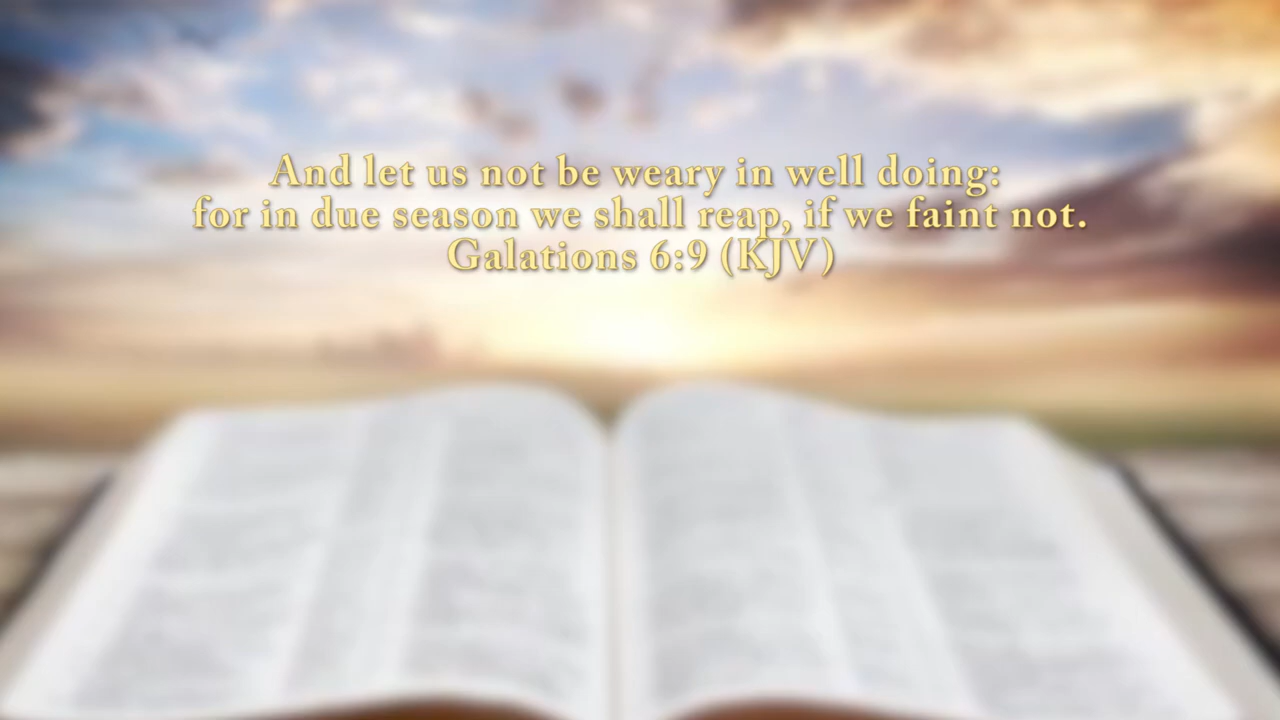 And let us not be weary in well doing:
for in due season we shall reap, if we faint not.
Galations 6:9 (KJV)